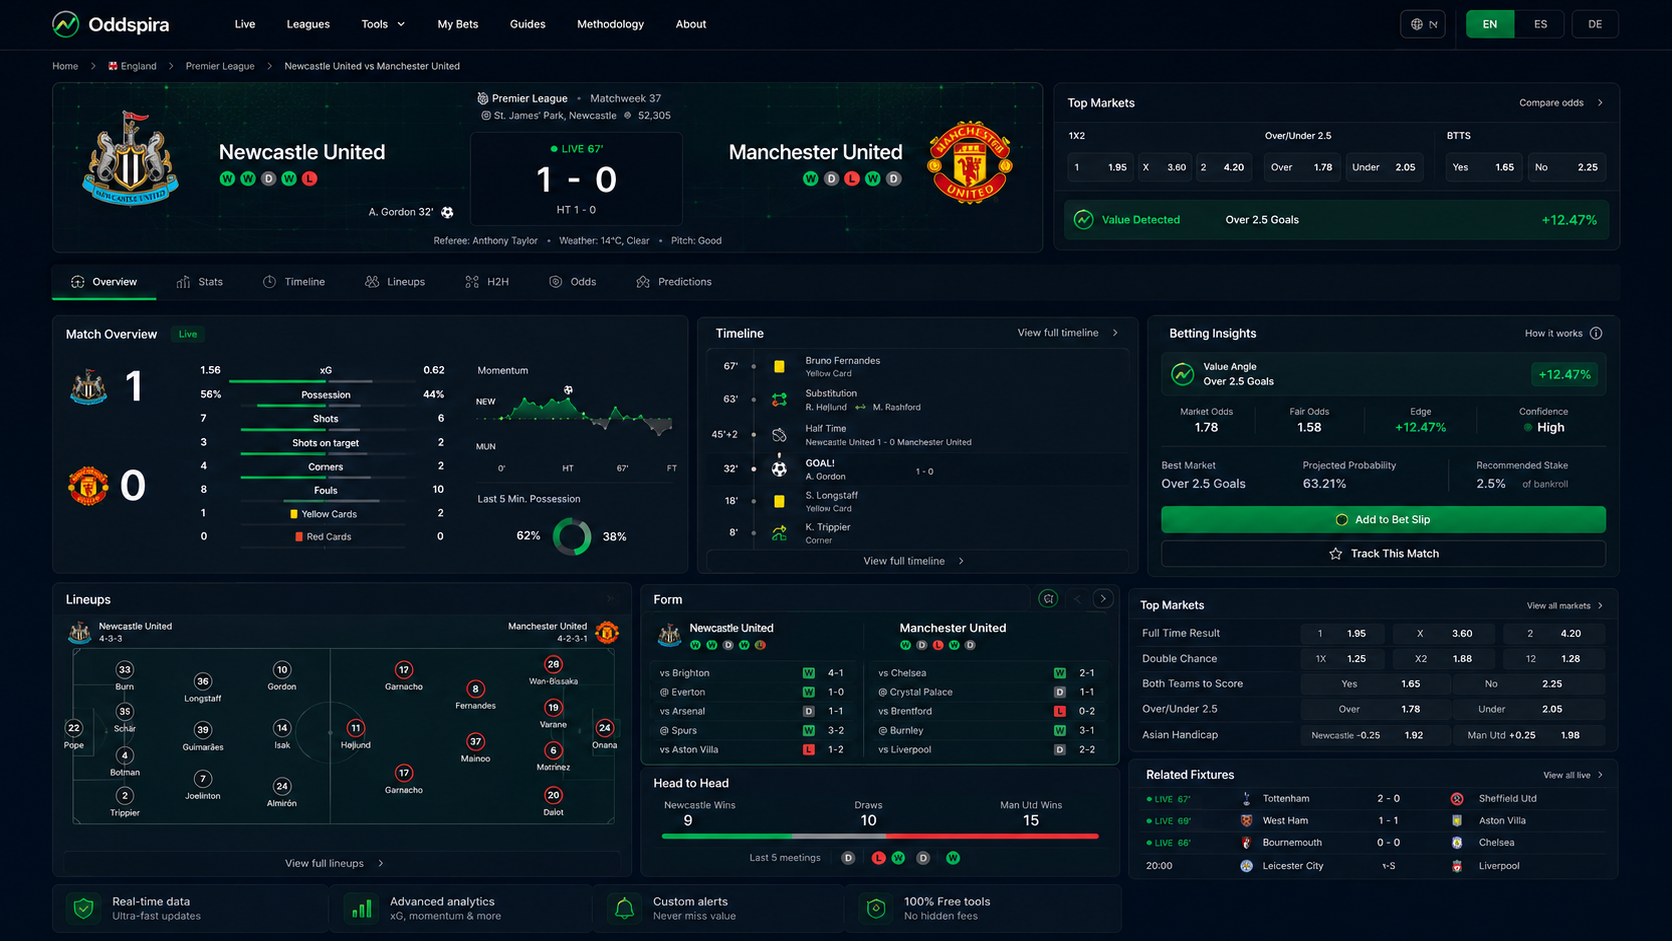 Oddspira
Live Leagues Tools My Bets Guides Methodology About
EN ES DE
Home England Premier League Newcastle United vs Manchester United
Premier League • Matchweek 37
St. James' Park, Newcastle 52,305
Newcastle United
W W D W L
LIVE 67'
1 - 0
HT 1 - 0
A. Gordon 32'
Manchester United
W D L W D
Referee: Anthony Taylor • Weather: 14°C, Clear • Pitch: Good
Top Markets Compare odds
1X2 Over/Under 2.5 BTTS
1 1.95 X 3.60 2 4.20 Over 1.78 Under 2.05 Yes 1.65 No 2.25
Value Detected Over 2.5 Goals +12.47%
Overview Stats Timeline Lineups H2H Odds Predictions
Match Overview Live
1
0
1.56 xG 0.62
56% Possession 44%
7 Shots 6
3 Shots on target 2
4 Corners 2
8 Fouls 10
1 Yellow Cards 2
0 Red Cards 0
Momentum
NEW
MUN
0' HT 67' FT
Last 5 Min. Possession
62% 38%
Timeline View full timeline
67' Bruno Fernandes
Yellow Card
63' Substitution
R. Højlund M. Rashford
45'+2 Half Time
Newcastle United 1 - 0 Manchester United
32' GOAL!
A. Gordon 1 - 0
18' S. Longstaff
Yellow Card
8' K. Trippier
Corner
View full timeline
Betting Insights How it works
Value Angle
Over 2.5 Goals
+12.47%
Market Odds Fair Odds Edge Confidence
1.78 1.58 +12.47% High
Best Market Projected Probability Recommended Stake
Over 2.5 Goals 63.21% 2.5% of bankroll
Add to Bet Slip
Track This Match
Lineups
Newcastle United
4-3-3
Manchester United
4-2-3-1
22 Pope
33 Burn
35 Schär
4 Botman
2 Trippier
36 Longstaff
39 Guimarães
7 Joelinton
10 Gordon
14 Isak
24 Almirón
11 Højlund
17 Garnacho
17 Garnacho
8 Fernandes
37 Mainoo
26 Wan-Bissaka
19 Varane
6
20 Dalot
24 Onana
View full lineups
Form
Newcastle United
W W D W
Manchester United
W D L W D
vs Brighton W 4-1
@ Everton W 1-0
vs Arsenal D 1-1
@ Spurs W 3-2
vs Aston Villa L 1-2
vs Chelsea W 2-1
@ Crystal Palace D 1-1
vs Brentford L 0-2
@ Burnley W 3-1
vs Liverpool D 2-2
Head to Head
Newcastle Wins Draws Man Utd Wins
9 10 15
Last 5 meetings D L W D W
Top Markets View all markets
Full Time Result 1 1.95 X 3.60 2 4.20
Double Chance 1X 1.25 X2 1.88 12 1.28
Both Teams to Score Yes 1.65 No 2.25
Over/Under 2.5 Over 1.78 Under 2.05
Asian Handicap Newcastle -0.25 1.92 Man Utd +0.25 1.98
Related Fixtures View all live
LIVE 67' Tottenham 2 - 0 Sheffield Utd
LIVE 69' West Ham 1 - 1 Aston Villa
LIVE 66' Bournemouth 0 - 0 Chelsea
20:00 Leicester City Liverpool
Real-time data
Ultra-fast updates
Advanced analytics
xG, momentum & more
Custom alerts
Never miss value
100% Free tools
No hidden fees